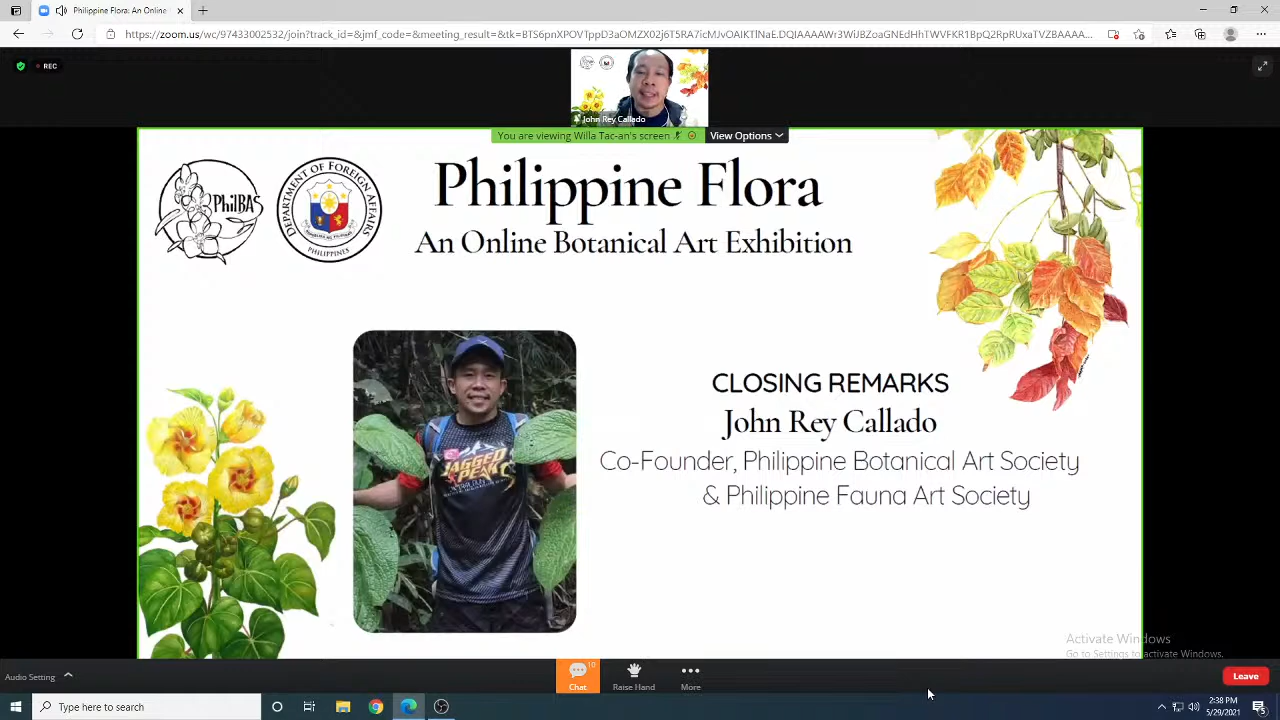 Philippine Flora: An Online
https://zoom.us/wc/97433002532/join?track_id=&jmf_code=&meeting_result=&tk=
REC
John Rey Callado
You are viewing Willa Tac-an's screen
View Options
PhilBAS
DEPARTMENT OF FOREIGN AFFAIRS
PHILIPPINES
Philippine Flora
An Online Botanical Art Exhibition
JAGGED
PEAK
CLOSING REMARKS
John Rey Callado
Co-Founder, Philippine Botanical Art Society
& Philippine Fauna Art Society
Activate Windows
Go to Settings to activate Windows.
Audio Setting
10
Chat
Raise Hand
More
Leave
Type here to search
2:38 PM
5/29/2021